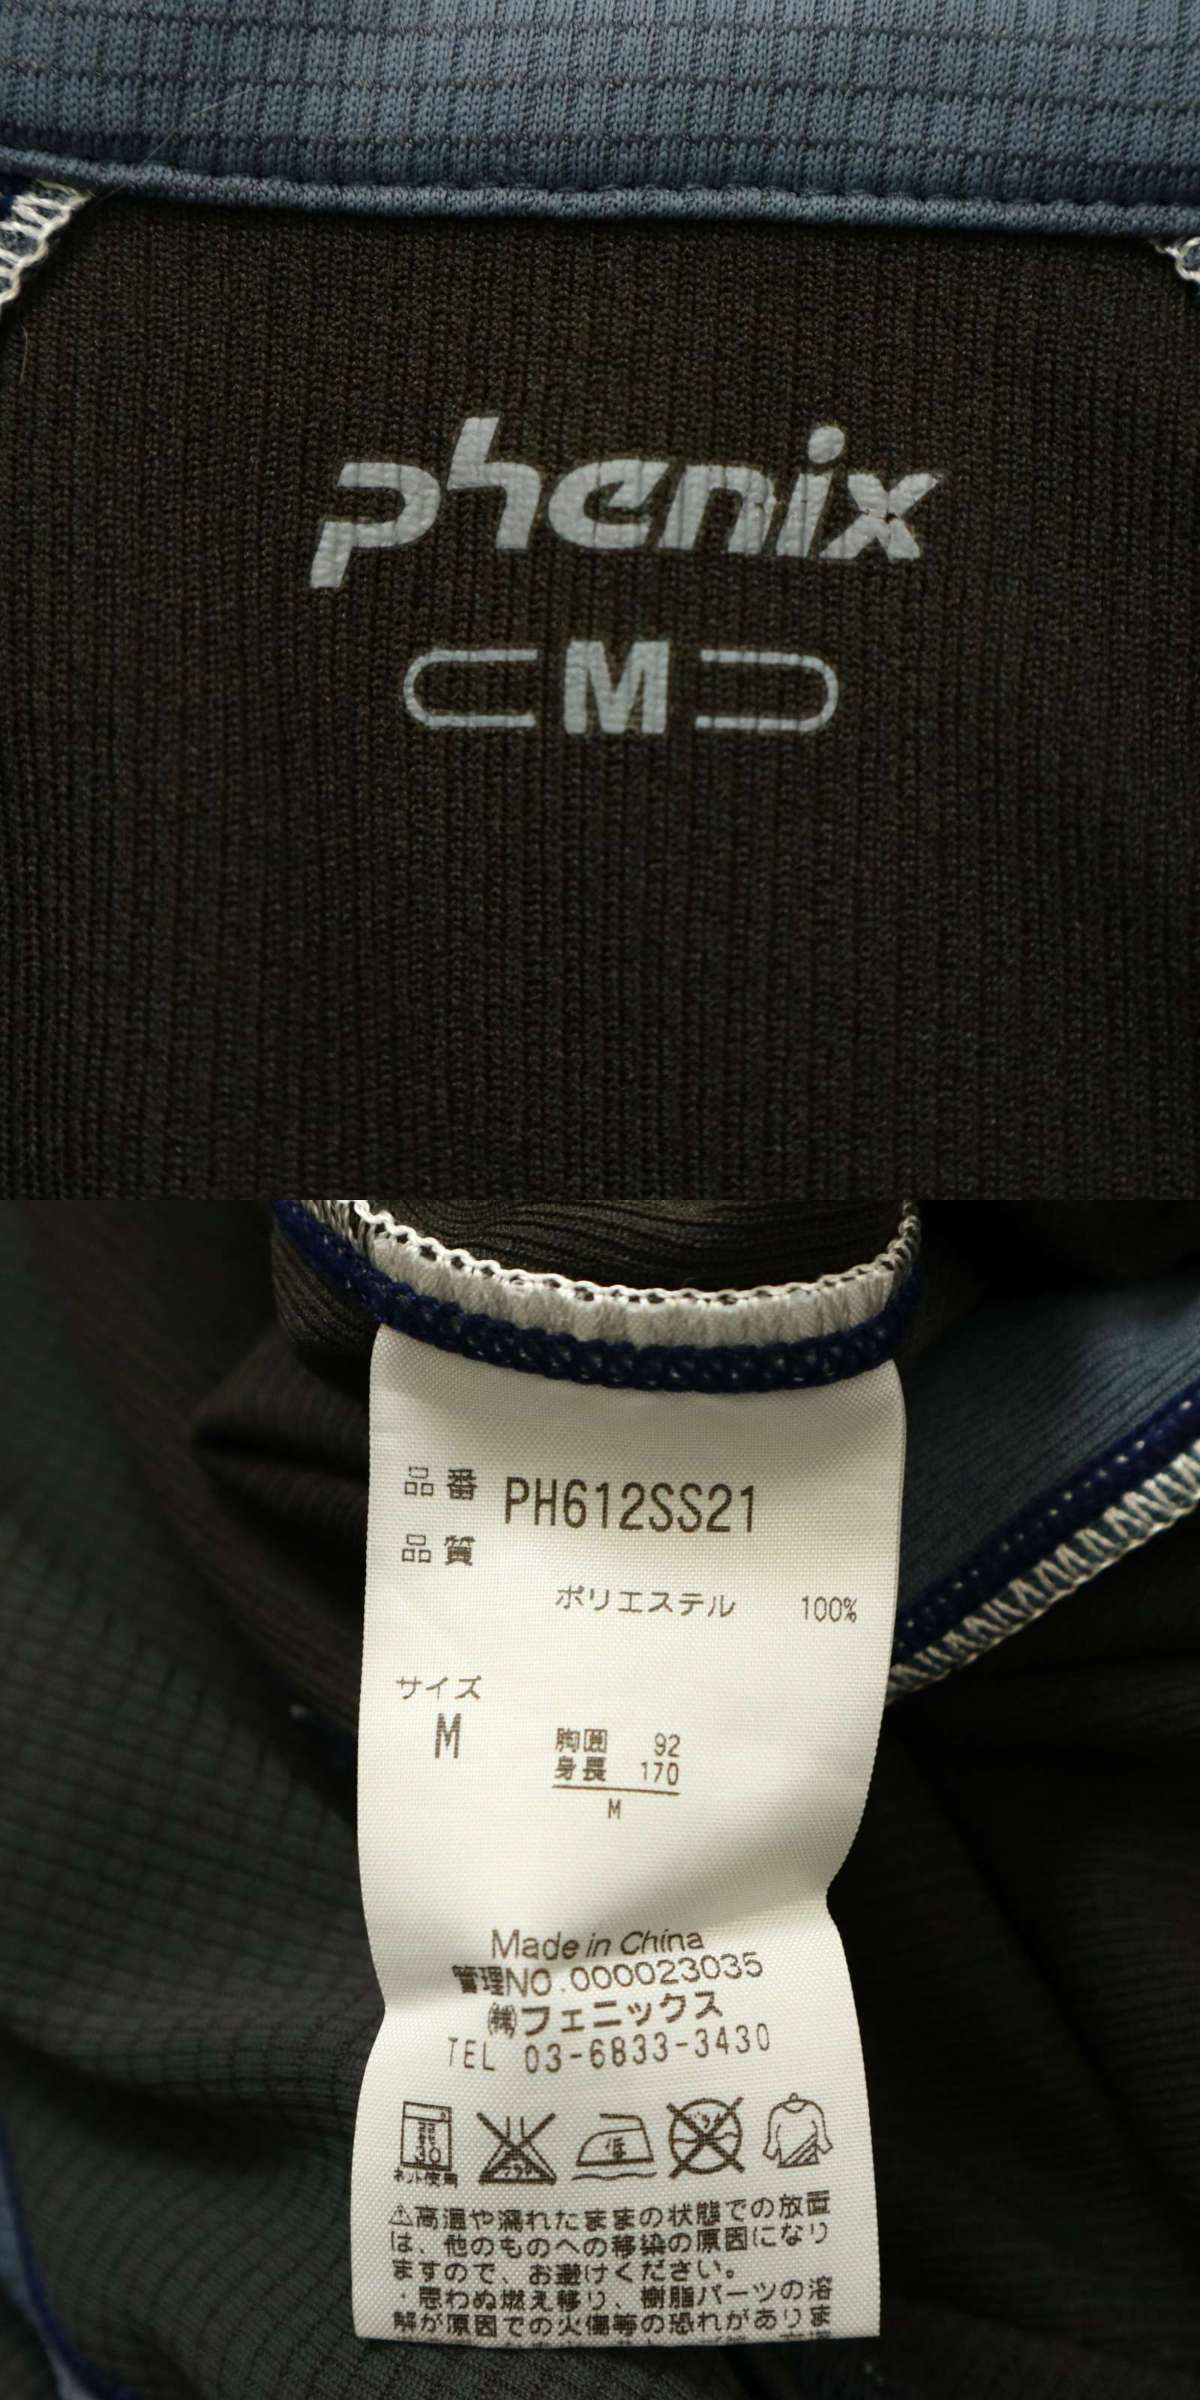 phenix
M
品番 PH612SS21
品質
ポリエステル 100%
サイズ
M
胸囲 92
身長 170
M
Made in China
管理NO.000023035
㈱フェニックス
TEL 03-6833-3430
30
ネット使用
低
⚠高温や濡れたままの状態での放置
は、他のものへの移染の原因になり
ますので、お避けください。
・思わぬ燃え移り、樹脂パーツの溶
解が原因での火傷等の恐れがありま